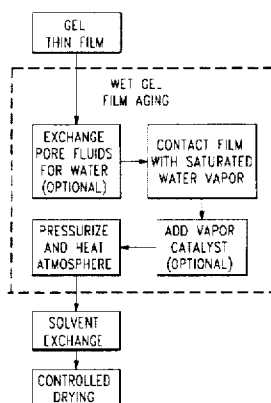 GEL
THIN FILM
WET GEL
FILM AGING
EXCHANGE
PORE FLUIDS
FOR WATER
(OPTIONAL)
CONTACT FILM
WITH SATURATED
WATER VAPOR
ADD VAPOR
CATALYST
(OPTIONAL)
PRESSURIZE
AND HEAT
ATMOSPHERE
SOLVENT
EXCHANGE
CONTROLLED
DRYING